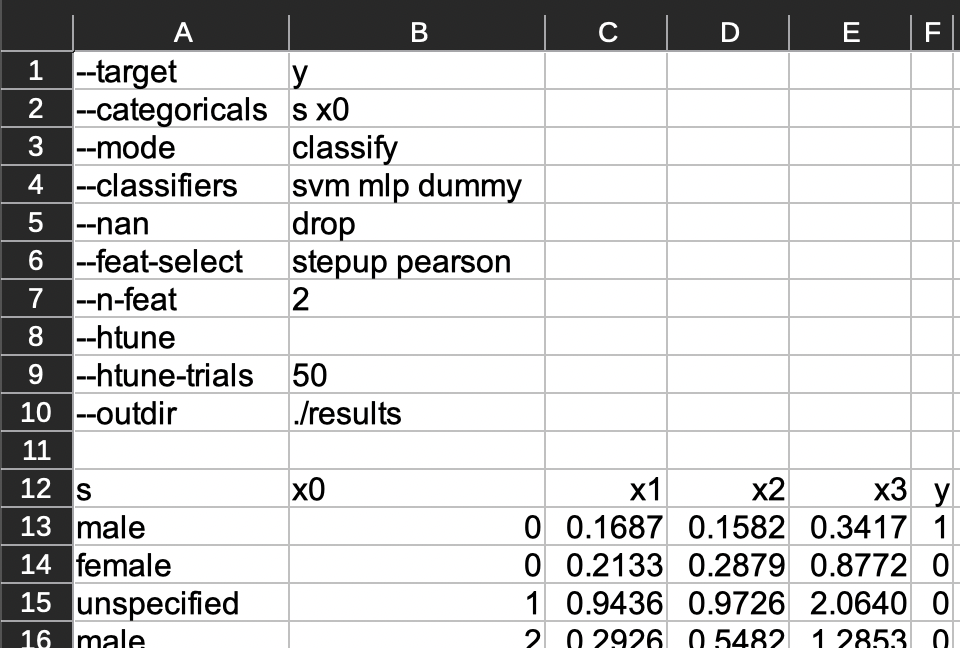 A B C D E F
1 --target y
2 --categoricals s x0
3 --mode classify
4 --classifiers svm mlp dummy
5 --nan drop
6 --feat-select stepup pearson
7 --n-feat 2
8 --htune
9 --htune-trials 50
10 --outdir ./results
11
12 s x0 x1 x2 x3 y
13 male 0 0.1687 0.1582 0.3417 1
14 female 0 0.2133 0.2879 0.8772 0
15 unspecified 1 0.9436 0.9726 2.0640 0
16 male 2 0.2926 0.5482 1.2853 0